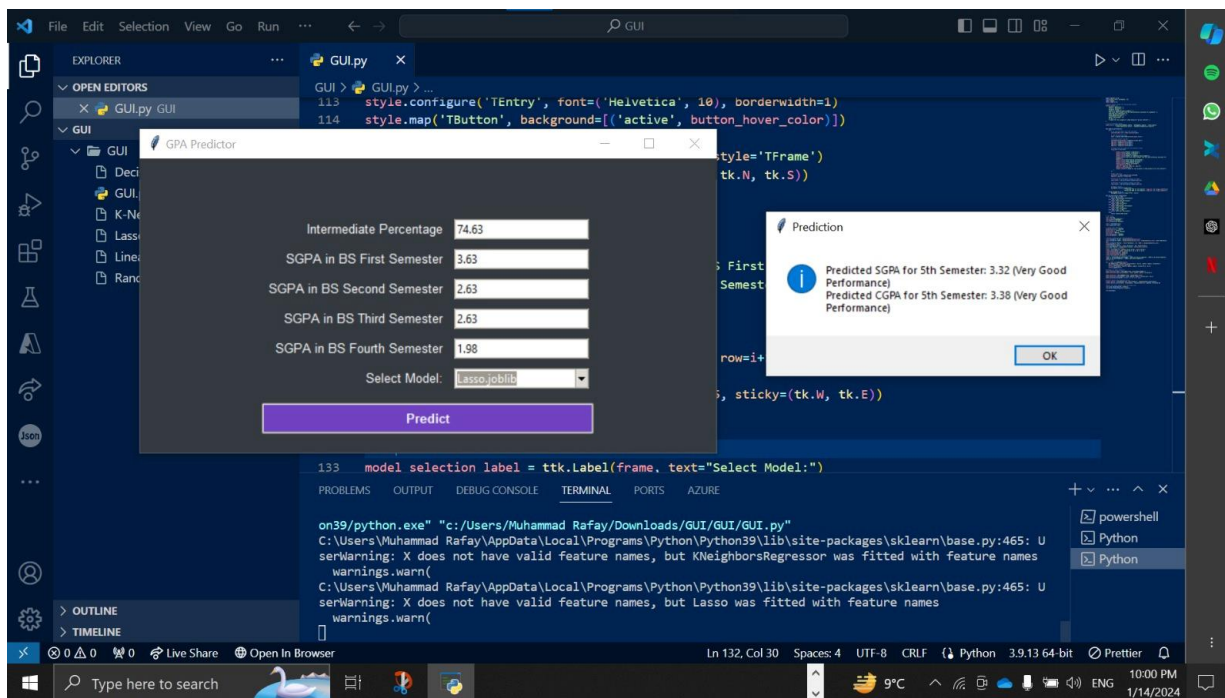 File Edit Selection View Go Run ··· GUI
EXPLORER ···
OPEN EDITORS
GUI.py GUI
GUI
GUI
Deci
GUI.
K-Ne
Lass
Linea
Rand
OUTLINE
TIMELINE
GUI.py
GUI > GUI.py > ...
113 style.configure('TEntry', font=('Helvetica', 10), borderwidth=1)
114 style.map('TButton', background=[('active', button_hover_color)])
style='TFrame')
tk.N, tk.S))
First
Semest
row=i+
, sticky=(tk.W, tk.E))
133 model_selection_label = ttk.Label(frame, text="Select Model:")
GPA Predictor
Intermediate Percentage 74.63
SGPA in BS First Semester 3.63
SGPA in BS Second Semester 2.63
SGPA in BS Third Semester 2.63
SGPA in BS Fourth Semester 1.98
Select Model: Lasso.joblib
Predict
Prediction
Predicted SGPA for 5th Semester: 3.32 (Very Good
Performance)
Predicted CGPA for 5th Semester: 3.38 (Very Good
Performance)
OK
PROBLEMS OUTPUT DEBUG CONSOLE TERMINAL PORTS AZURE
on39/python.exe" "c:/Users/Muhammad Rafay/Downloads/GUI/GUI/GUI.py"
C:\Users\Muhammad Rafay\AppData\Local\Programs\Python\Python39\lib\site-packages\sklearn\base.py:465: U
serWarning: X does not have valid feature names, but KNeighborsRegressor was fitted with feature names
warnings.warn(
C:\Users\Muhammad Rafay\AppData\Local\Programs\Python\Python39\lib\site-packages\sklearn\base.py:465: U
serWarning: X does not have valid feature names, but Lasso was fitted with feature names
warnings.warn(
powershell
Python
Python
Json
0 0 0 Live Share Open In Browser Ln 132, Col 30 Spaces: 4 UTF-8 CRLF Python 3.9.13 64-bit Prettier
Type here to search 9°C ENG 10:00 PM
1/14/2024